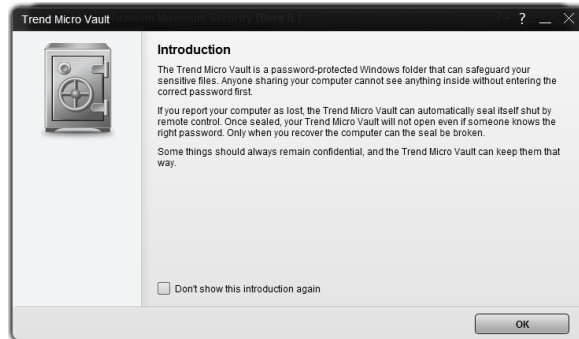 Trend Micro Vault
Titanium Maximum Security (Beta 0.)
? ?
Introduction
The Trend Micro Vault is a password-protected Windows folder that can safeguard your
sensitive files. Anyone sharing your computer cannot see anything inside without entering the
correct password first.
If you report your computer as lost, the Trend Micro Vault can automatically seal itself shut by
remote control. Once sealed, your Trend Micro Vault will not open even if someone knows the
right password. Only when you recover the computer can the seal be broken.
Some things should always remain confidential, and the Trend Micro Vault can keep them that
way.
Don't show this introduction again
OK